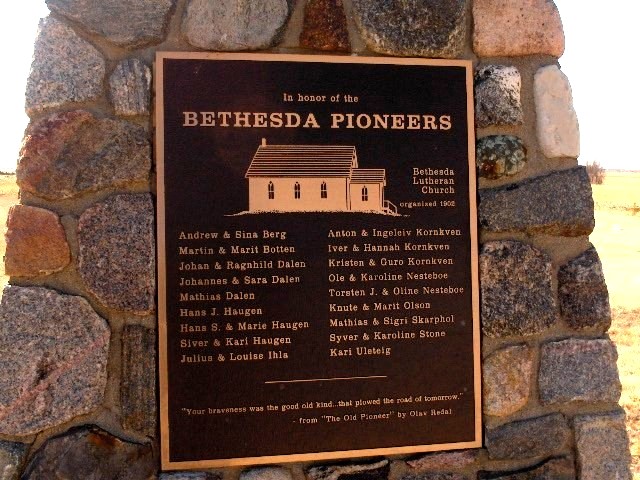 In honor of the
BETHESDA PIONEERS
Bethesda
Lutheran
Church
organized 1902
Andrew & Sina Berg
Martin & Marit Botten
Johan & Ragnhild Dalen
Johannes & Sara Dalen
Mathias Dalen
Hans J. Haugen
Hans S. & Marie Haugen
Siver & Kari Haugen
Julius & Louise Ihla
Anton & Ingeleiv Kornkven
Iver & Hannah Kornkven
Kristen & Guro Kornkven
Ole & Karoline Nesteboe
Torsten J. & Oline Nesteboe
Knute & Marit Olson
Mathias & Sigri Skarphol
Syver & Karoline Stone
Kari Ulsteig
"Your braveness was the good old kind...that plowed the road of tomorrow."
- from "The Old Pioneer" by Olav Redal